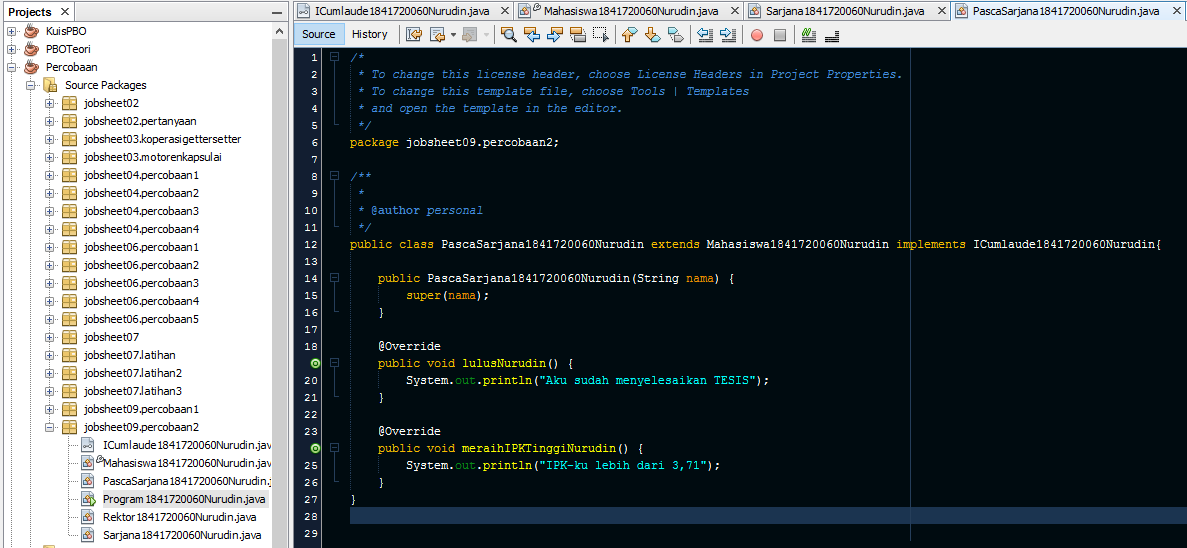 Projects
KuisPBO
PBOTeori
Percobaan
Source Packages
jobsheet02
jobsheet02.pertanyaan
jobsheet03.koperasigettersetter
jobsheet03.motorenkapsulai
jobsheet04.percobaan1
jobsheet04.percobaan2
jobsheet04.percobaan3
jobsheet04.percobaan4
jobsheet06.percobaan1
jobsheet06.percobaan2
jobsheet06.percobaan3
jobsheet06.percobaan4
jobsheet06.percobaan5
jobsheet07
jobsheet07.latihan
jobsheet07.latihan2
jobsheet07.latihan3
jobsheet09.percobaan1
jobsheet09.percobaan2
ICumlaude1841720060Nurudin.jav
Mahasiswa1841720060Nurudin.jav
PascaSarjana1841720060Nurudin.j
Program1841720060Nurudin.java
Rektor1841720060Nurudin.java
Sarjana1841720060Nurudin.java
ICumlaude1841720060Nurudin.java Mahasiswa1841720060Nurudin.java Sarjana1841720060Nurudin.java PascaSarjana1841720060Nurudin.java
Source History
1 /*
2 * To change this license header, choose License Headers in Project Properties.
3 * To change this template file, choose Tools | Templates
4 * and open the template in the editor.
5 */
6 package jobsheet09.percobaan2;
7
8 /**
9 *
10 * @author personal
11 */
12 public class PascaSarjana1841720060Nurudin extends Mahasiswa1841720060Nurudin implements ICumlaude1841720060Nurudin{
13
14 public PascaSarjana1841720060Nurudin(String nama) {
15 super(nama);
16 }
17
18 @Override
public void lulusNurudin() {
20 System.out.println("Aku sudah menyelesaikan TESIS");
21 }
22
23 @Override
public void meraihIPKTinggiNurudin() {
25 System.out.println("IPK-ku lebih dari 3,71");
26 }
27 }
28
29